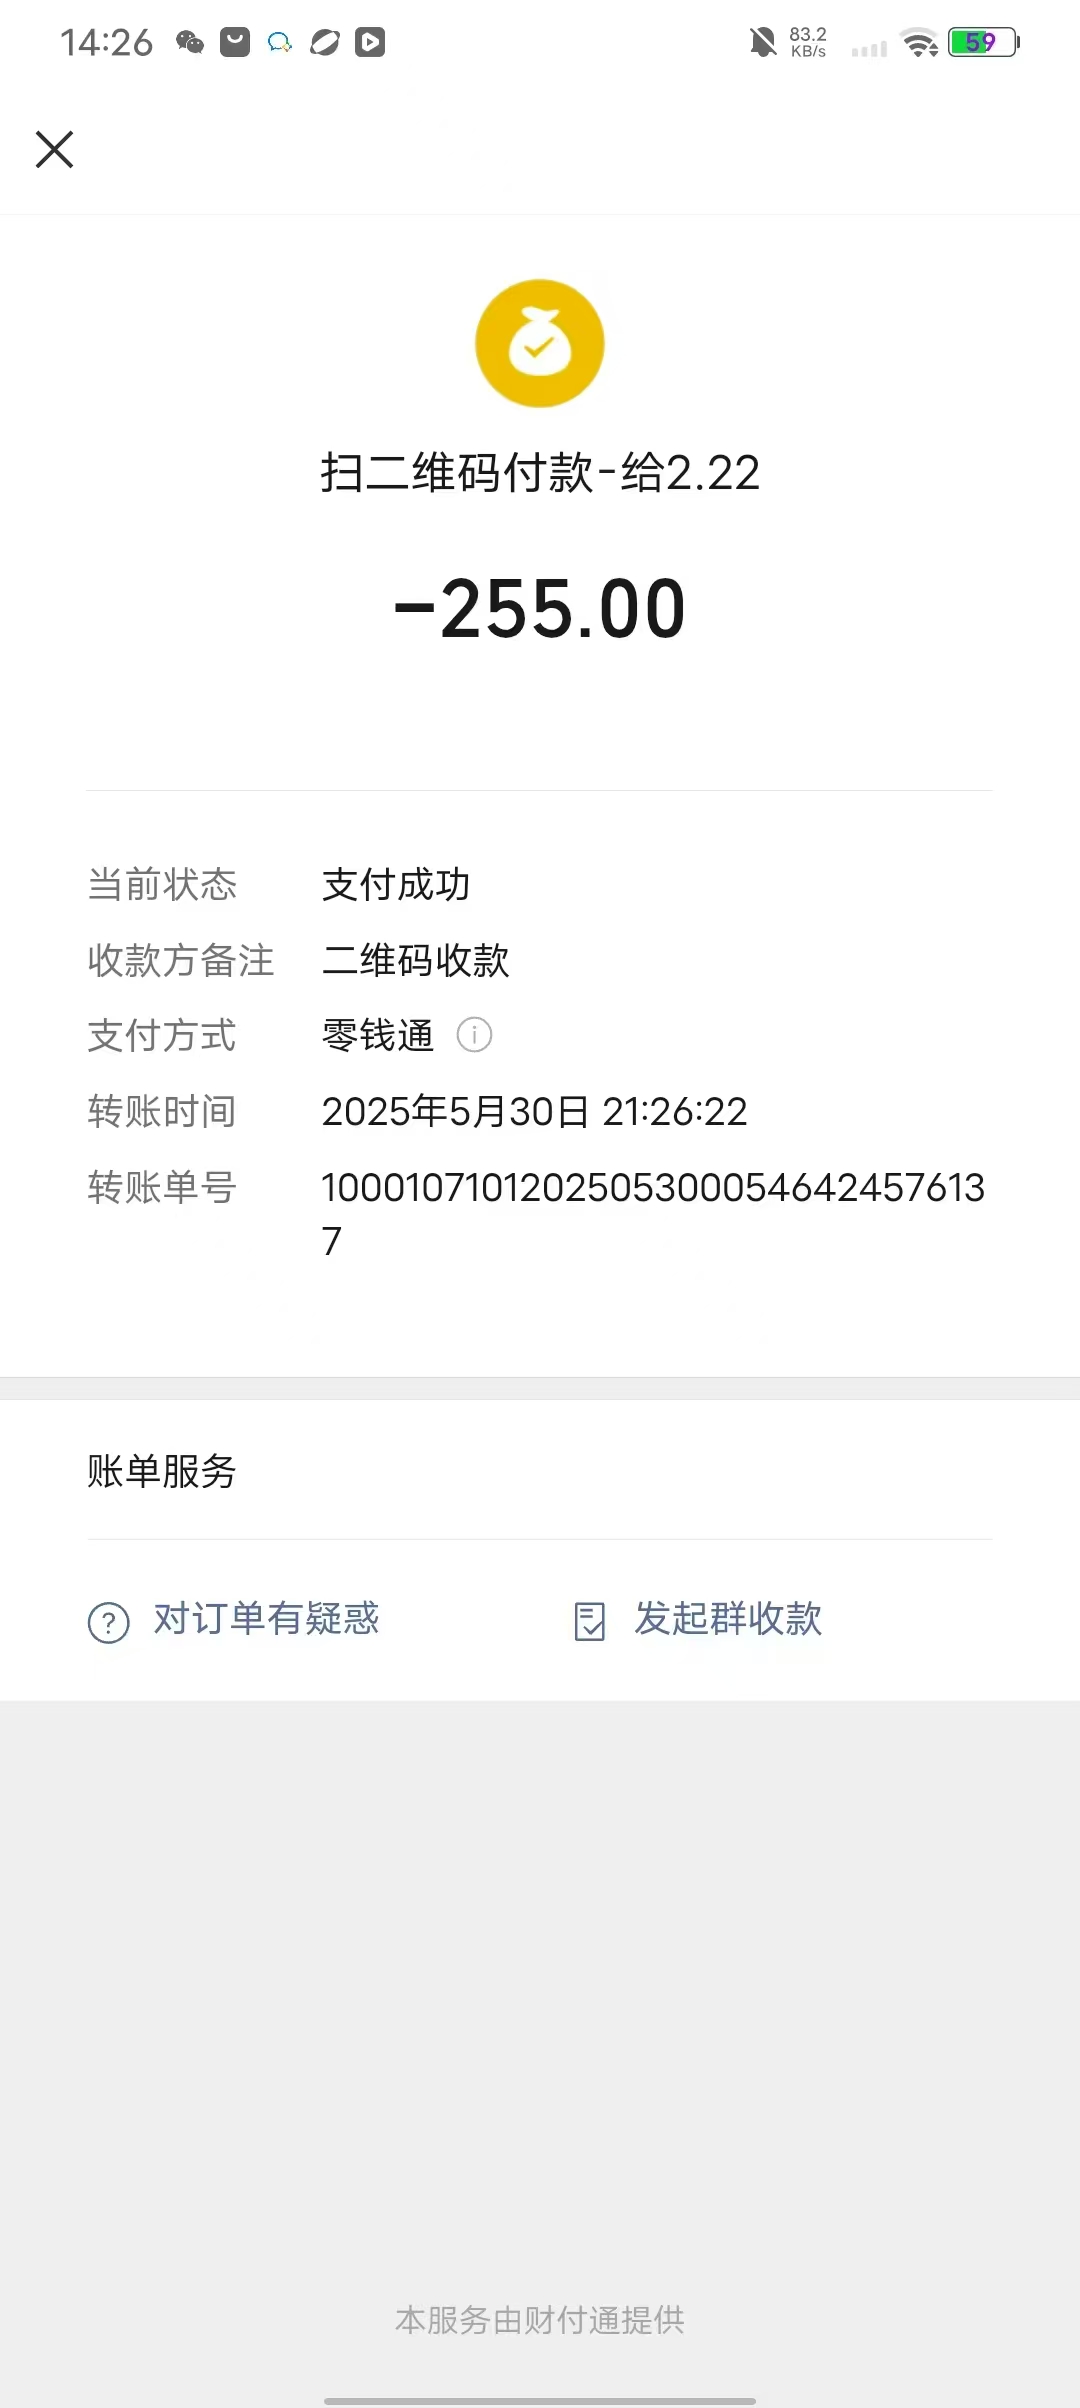 14:26
83.2
KB/s
59
扫二维码付款-给2.22
-255.00
当前状态 支付成功
收款方备注 二维码收款
支付方式 零钱通
转账时间 2025年5月30日 21:26:22
转账单号 100010710120250530005464245761З
7
账单服务
对订单有疑惑 发起群收款
本服务由财付通提供